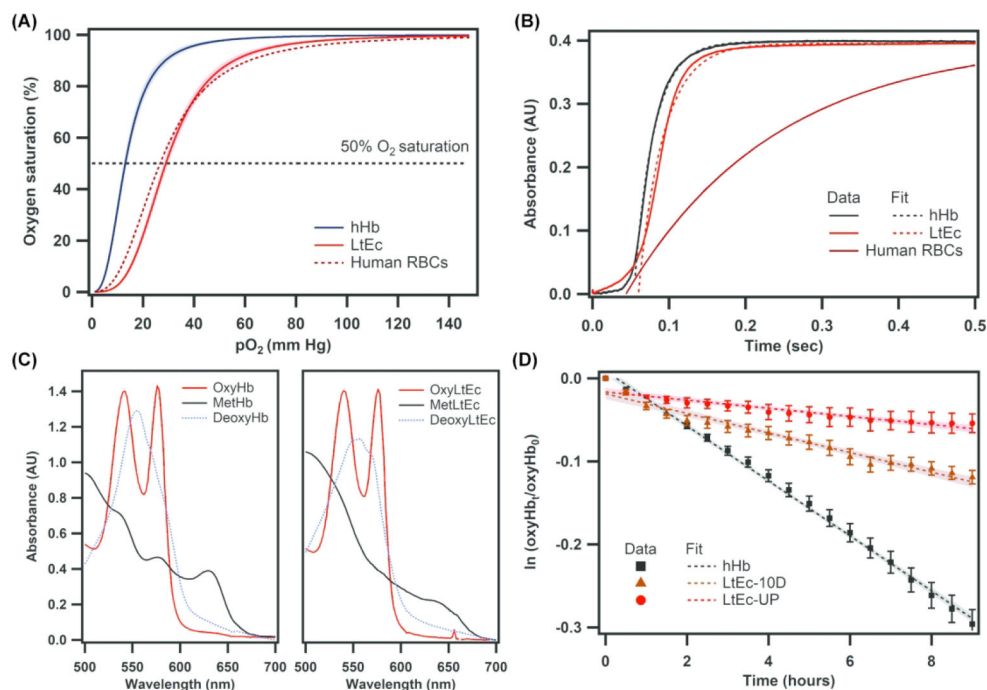 (A)
100
80
60
40
20
0
Oxygen saturation (%)
50% O₂ saturation
hHb
LtEc
Human RBCs
0 20 40 60 80 100 120 140
pO₂ (mm Hg)
(B)
0.4
0.3
0.2
0.1
0.0
Absorbance (AU)
Data Fit
hHb
LtEc
Human RBCs
0.0 0.1 0.2 0.3 0.4 0.5
Time (sec)
(C)
1.4
1.2
1.0
0.8
0.6
0.4
0.2
0.0
Absorbance (AU)
OxyHb
MetHb
DeoxyHb
500 550 600 650 700
Wavelength (nm)
OxyLtEc
MetLtEc
DeoxyLtEc
500 550 600 650 700
Wavelength (nm)
(D)
0.0
-0.1
-0.2
-0.3
ln (oxyHbₜ/oxyHb₀)
Data Fit
hHb
LtEc-10D
LtEc-UP
0 2 4 6 8
Time (hours)